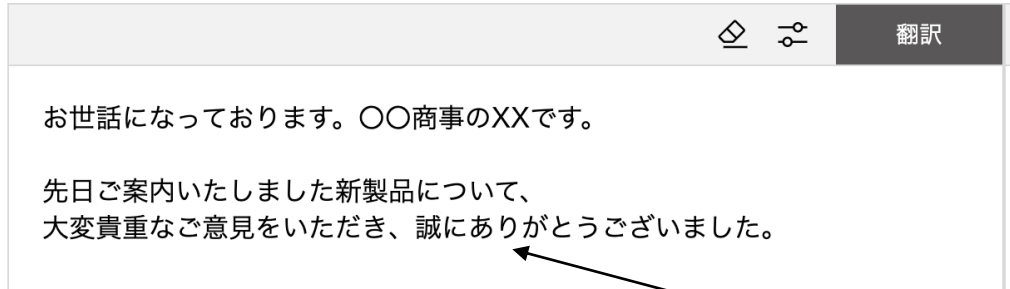 翻訳
お世話になっております。〇〇商事のXXです。
先日ご案内いたしました新製品について、
大変貴重なご意見をいただき、誠にありがとうございました。